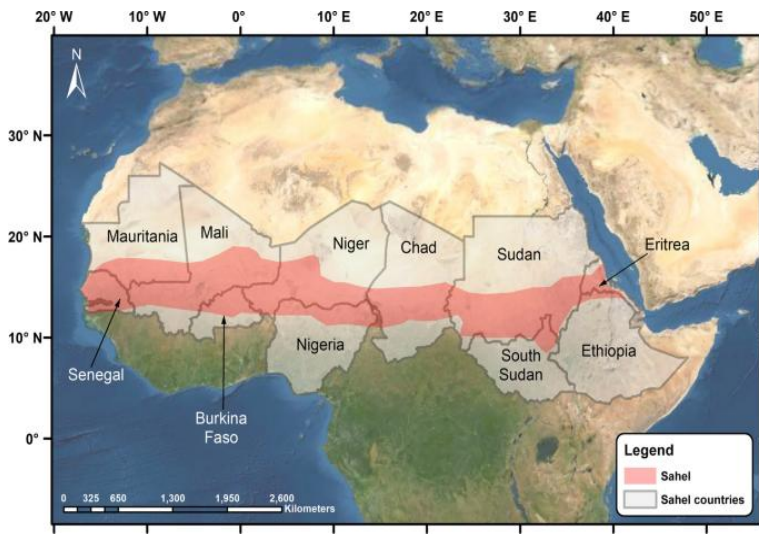 20° W 10° W 0° 10° E 20° E 30° E 40° E 50° E
N
30° N
20° N
10° N
0°
Mauritania
Mali
Niger
Chad
Sudan
Eritrea
Nigeria
South
Sudan
Ethiopia
Senegal
Burkina
Faso
Legend
Sahel
Sahel countries
0 325 650 1,300 1,950 2,600
Kilometers